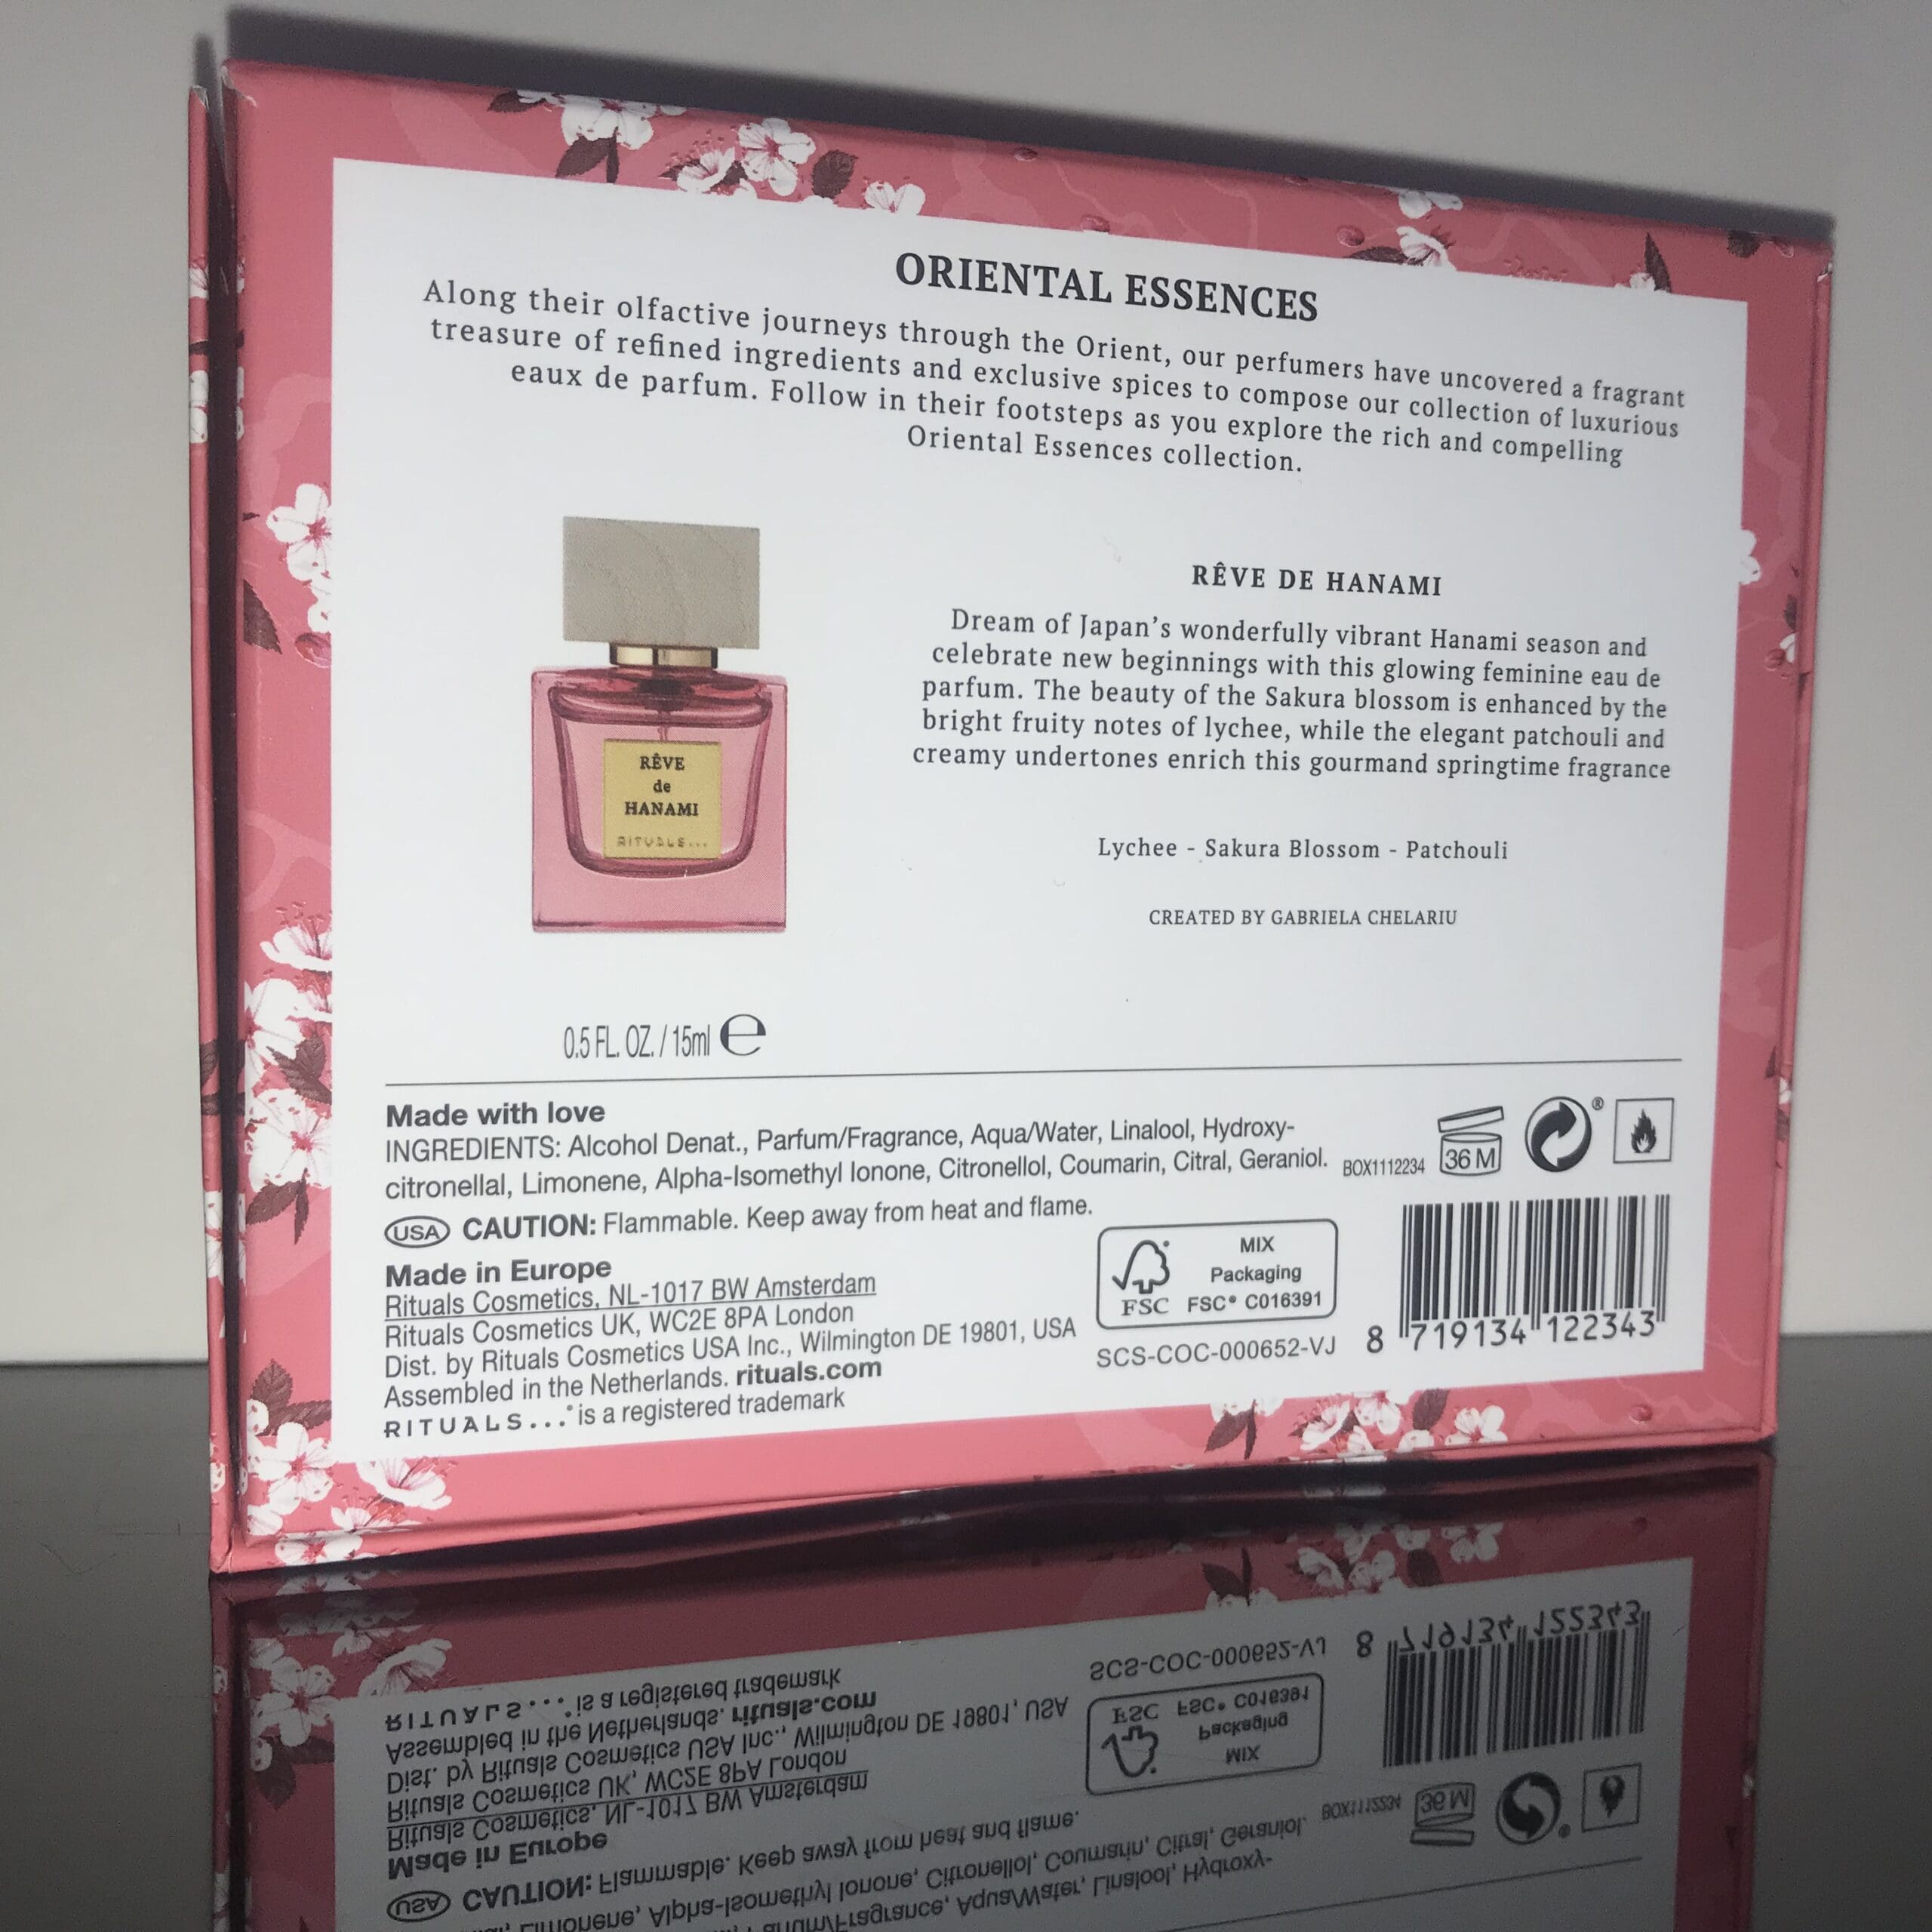 ORIENTAL ESSENCES
Along their olfactive journeys through the Orient, our perfumers have uncovered a fragrant
treasure of refined ingredients and exclusive spices to compose our collection of luxurious
eaux de parfum. Follow in their footsteps as you explore the rich and compelling
Oriental Essences collection.
RÊVE DE HANAMI
Dream of Japan's wonderfully vibrant Hanami season and
celebrate new beginnings with this glowing feminine eau de
parfum. The beauty of the Sakura blossom is enhanced by the
bright fruity notes of lychee, while the elegant patchouli and
creamy undertones enrich this gourmand springtime fragrance
Lychee - Sakura Blossom - Patchouli
CREATED BY GABRIELA CHELARIU
RÊVE
de
HANAMI
RITUALS...
0.5 FL. OZ. / 15ml ℮
Made with love
INGREDIENTS: Alcohol Denat., Parfum/Fragrance, Aqua/Water, Linalool, Hydroxy-
citronellal, Limonene, Alpha-Isomethyl Ionone, Citronellol, Coumarin, Citral, Geraniol.
BOX1112234
36 M
®
USA CAUTION: Flammable. Keep away from heat and flame.
Made in Europe
Rituals Cosmetics, NL-1017 BW Amsterdam
Rituals Cosmetics UK, WC2E 8PA London
Dist. by Rituals Cosmetics USA Inc., Wilmington DE 19801, USA
Assembled in the Netherlands. rituals.com
RITUALS...® is a registered trademark
MIX
Packaging
FSC FSC® C016391
SCS-COC-000652-VJ
8 719134 122343